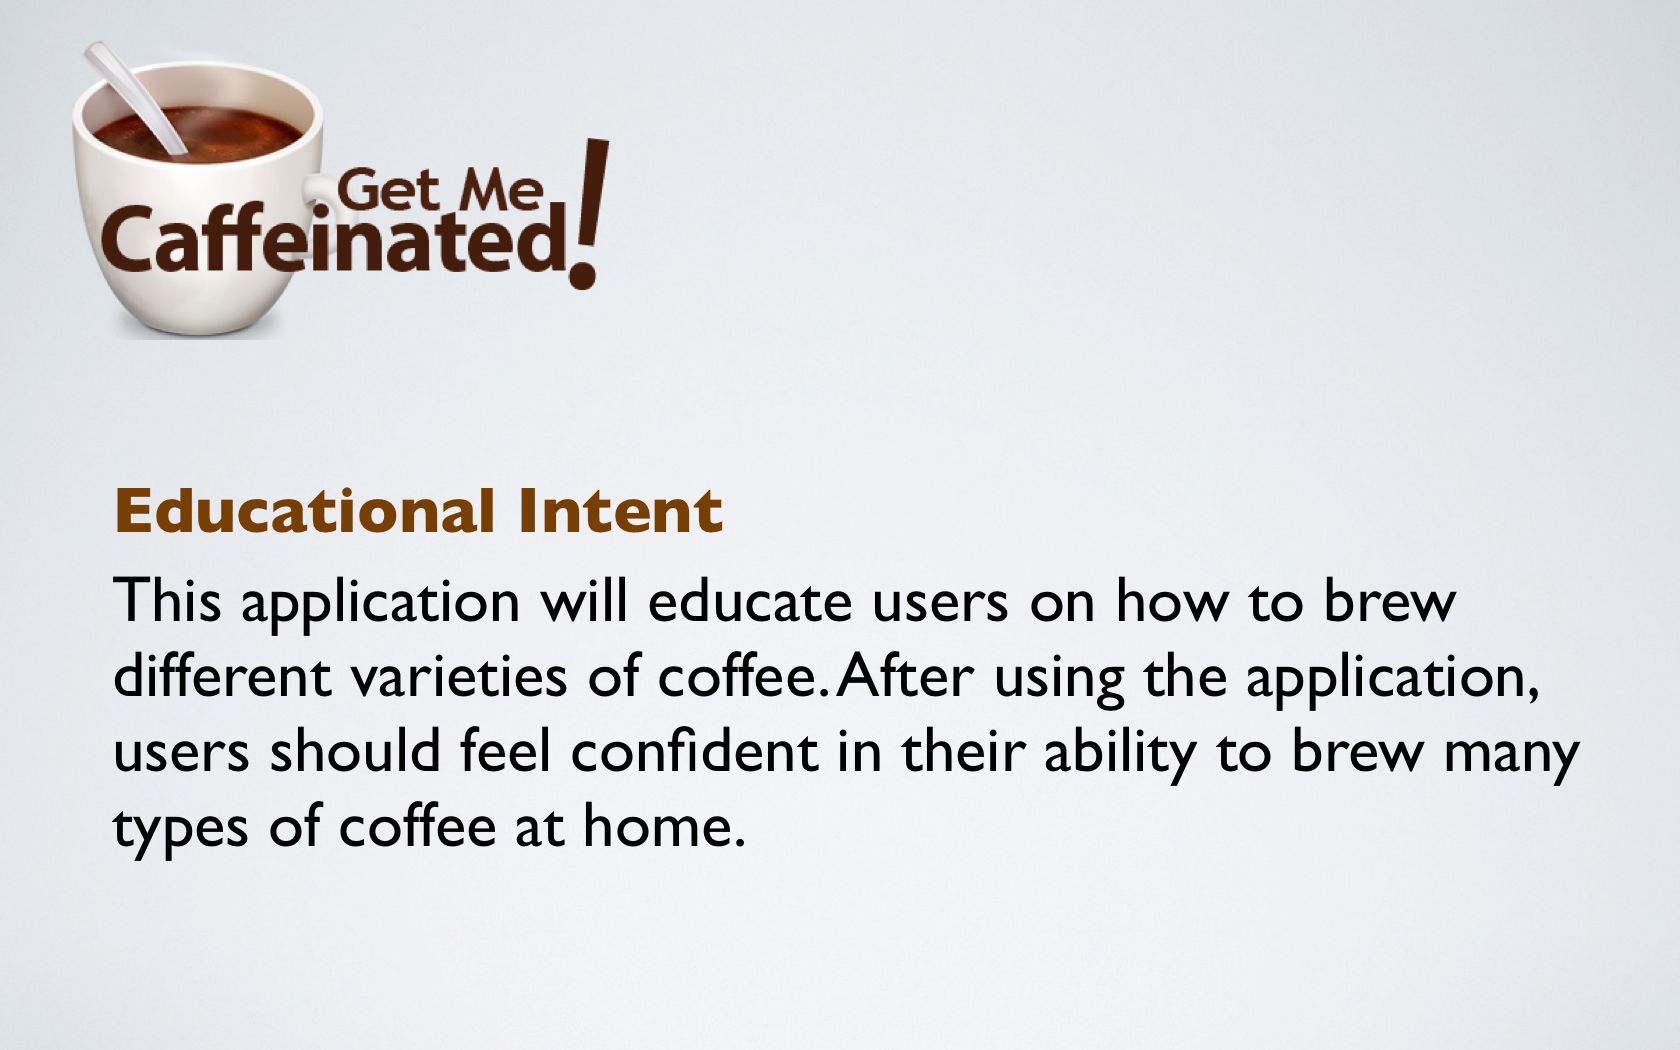 Get Me
Caffeinated!
Educational Intent
This application will educate users on how to brew
different varieties of coffee. After using the application,
users should feel confident in their ability to brew many
types of coffee at home.